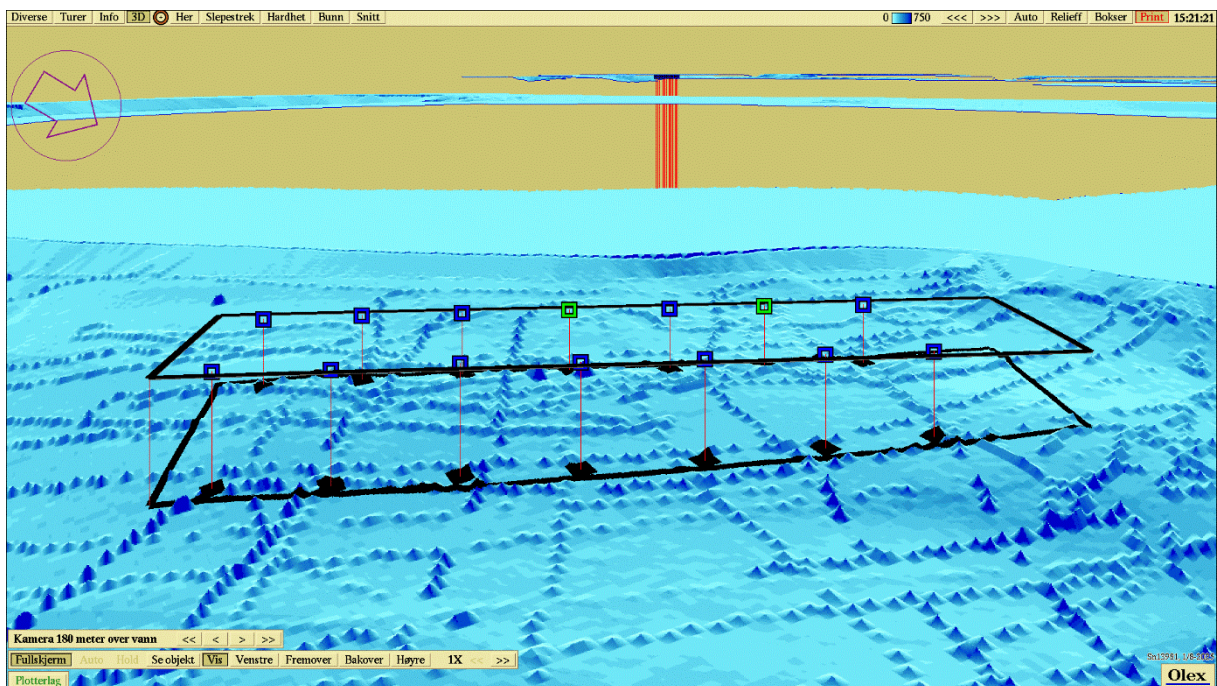 Diverse Turer Info 3D Her Slepestrek Hardhet Bunn Snitt 0 750 <<< >>> Auto Relieff Bokser Print 15:21:21
Kamera 180 meter over vann << < > >>
Fullskjerm Auto Hold Se objekt Vis Venstre Fremover Bakover Høyre 1X << >>
Plotterlag Olex